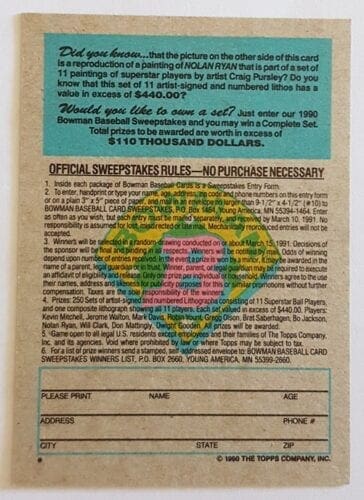 Did you know...that the picture on the other side of this card
is a reproduction of a painting of NOLAN RYAN that is part of a set of
11 paintings of superstar players by artist Craig Pursley? Do you
know that this set of 11 artist-signed and numbered lithos has a
value in excess of $440.00?
Would you like to own a set? Just enter our 1990
Bowman Baseball Sweepstakes and you may win a Complete Set.
Total prizes to be awarded are worth in excess of
$110 THOUSAND DOLLARS.
OFFICIAL SWEEPSTAKES RULES—NO PURCHASE NECESSARY
1. Inside each package of Bowman Baseball Cards is a Sweepstakes Entry Form.
2. To enter, handprint or type your name, age, address, zip code and phone numbers on this entry form
or on a plain 3" x 5" piece of paper, and mail in an envelope no larger than 9-1/2" x 4-1/2" (#10) to
BOWMAN BASEBALL CARD SWEEPSTAKES, P.O. Box 1464, Young America, MN 55394-1464. Enter
as often as you wish, but each entry must be mailed separately, and received by March 10, 1991. No
responsibility is assumed for lost, misdirected or late mail. Mechanically reproduced entries will not be
accepted.
3. Winners will be selected in a random drawing conducted on or about March 15, 1991. Decisions of
the sponsor will be final and binding in all respects. Winners will be notified by mail. Odds of winning
depend upon number of entries received. Prizes won by a minor, may be awarded in the
name of a parent, legal guardian or trust. Winner, parent, or legal guardian may be required to execute
an affidavit of eligibility and release. Only one prize per individual or household. Winners agree to the use
their names, address and likeness for publicity purposes for this or similar promotions without further
compensation. Taxes are the sole responsibility of the winners.
4. Prizes: 250 Sets of artist-signed and numbered Lithographs consisting of 11 Superstar Ball Players,
and one composite lithograph showing all 11 players. Each set valued in excess of $440.00. Players:
Kevin Mitchell, Jerome Walton, Mark Davis, Robin Yount, Gregg Olson, Bret Saberhagen, Bo Jackson,
Nolan Ryan, Will Clark, Don Mattingly, Dwight Gooden. All prizes will be awarded.
5. Game open to all legal U.S. residents except employees and their families of The Topps Company,
Inc. and its agents. Void where prohibited by law. Where Taxes may be subject to tax.
6. For a list of prize winners send a stamped, self-addressed envelope to: BOWMAN BASEBALL CARD
SWEEPSTAKES WINNERS LIST, P.O. BOX 2660, YOUNG AMERICA, MN 55399-2660.
PLEASE PRINT NAME AGE
ADDRESS PHONE #
CITY STATE ZIP
© 1990 THE TOPPS COMPANY, INC.